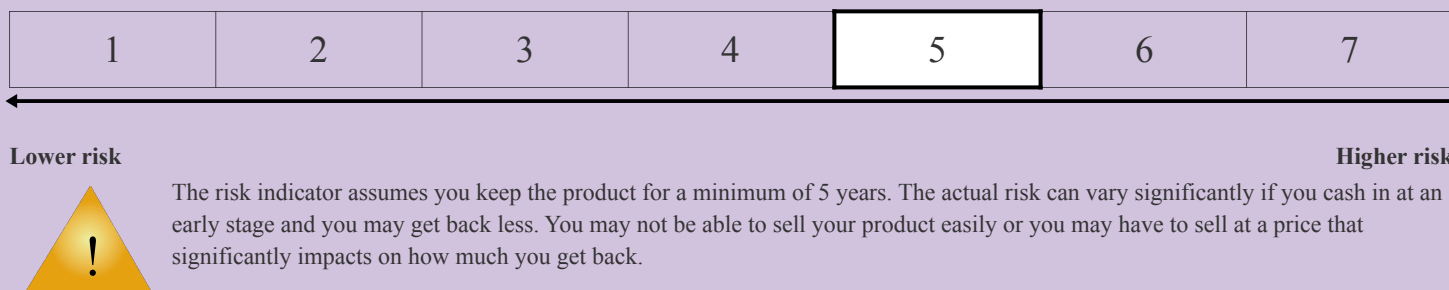 1 2 3 4 5 6 7
Lower risk Higher risk
The risk indicator assumes you keep the product for a minimum of 5 years. The actual risk can vary significantly if you cash in at an
early stage and you may get back less. You may not be able to sell your product easily or you may have to sell at a price that
! significantly impacts on how much you get back.